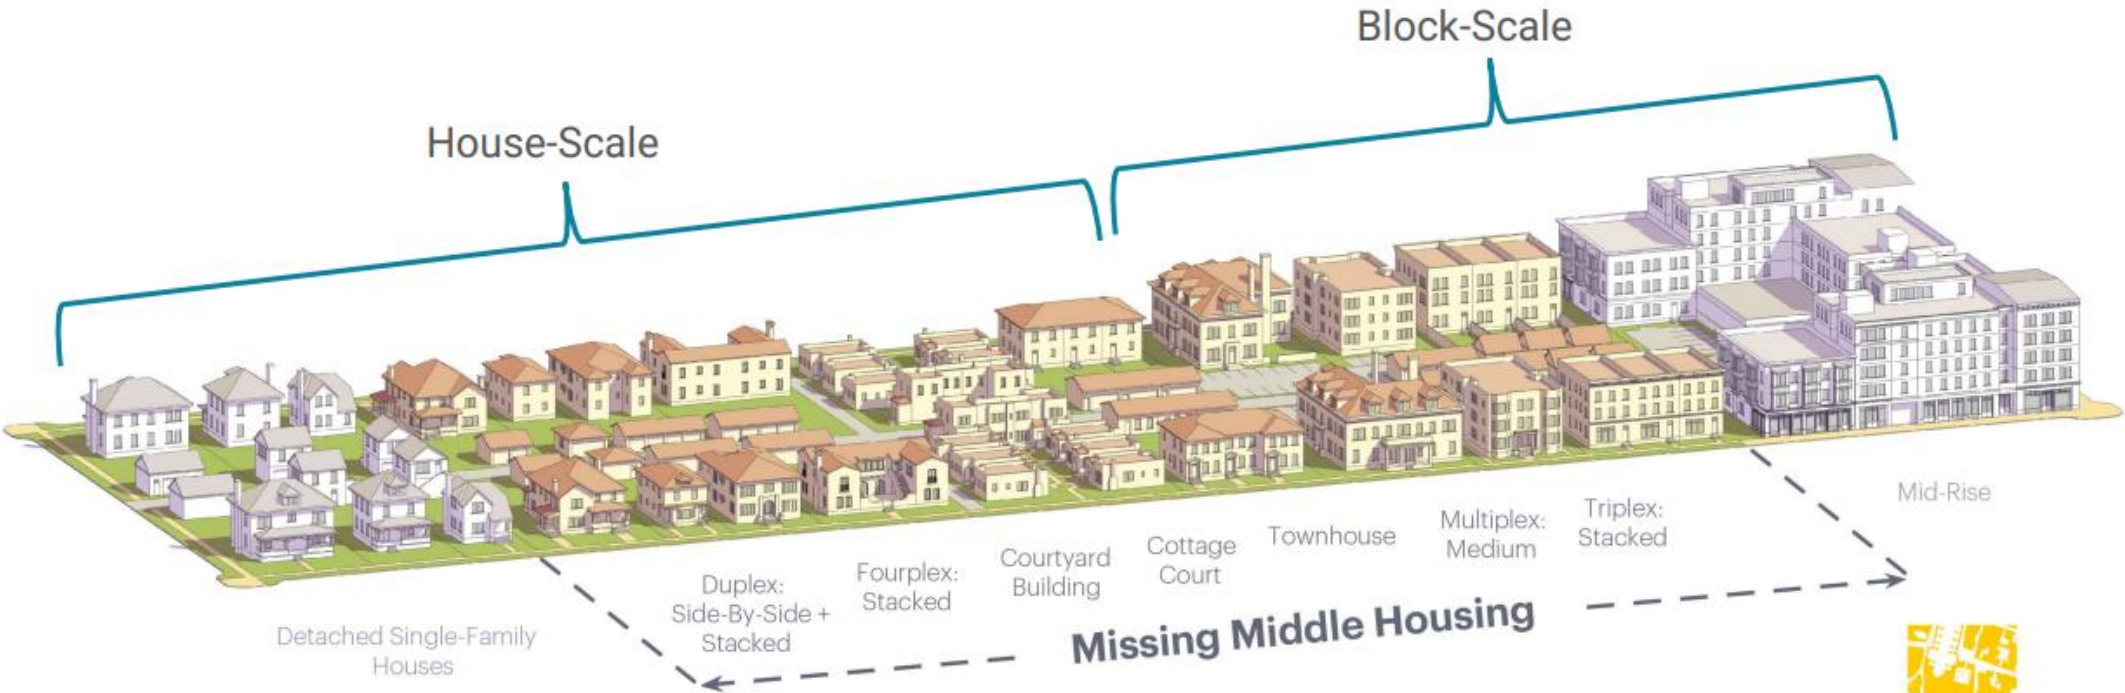 Block-Scale
House-Scale
Detached Single-Family
Houses
Duplex:
Side-By-Side +
Stacked
Fourplex:
Stacked
Courtyard
Building
Cottage
Court
Townhouse
Multiplex:
Medium
Triplex:
Stacked
Mid-Rise
Missing Middle Housing